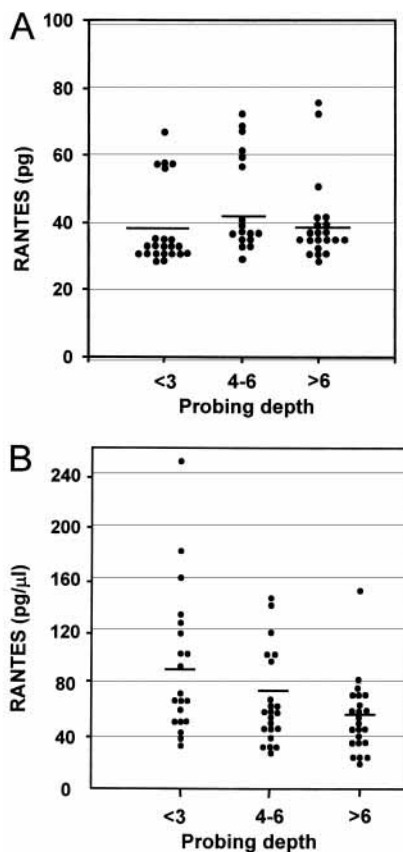 A
RANTES (pg)
100
80
60
40
20
0
<3 4-6 >6
Probing depth
B
RANTES (pg/µl)
240
200
160
120
80
40
0
<3 4-6 >6
Probing depth